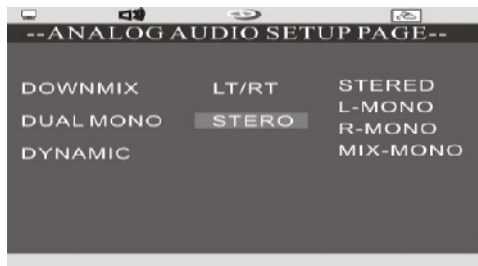 --ANALOG AUDIO SETUP PAGE--
DOWNMIX LT/RT STERED
L-MONO
DUAL MONO STERO R-MONO
DYNAMIC MIX-MONO